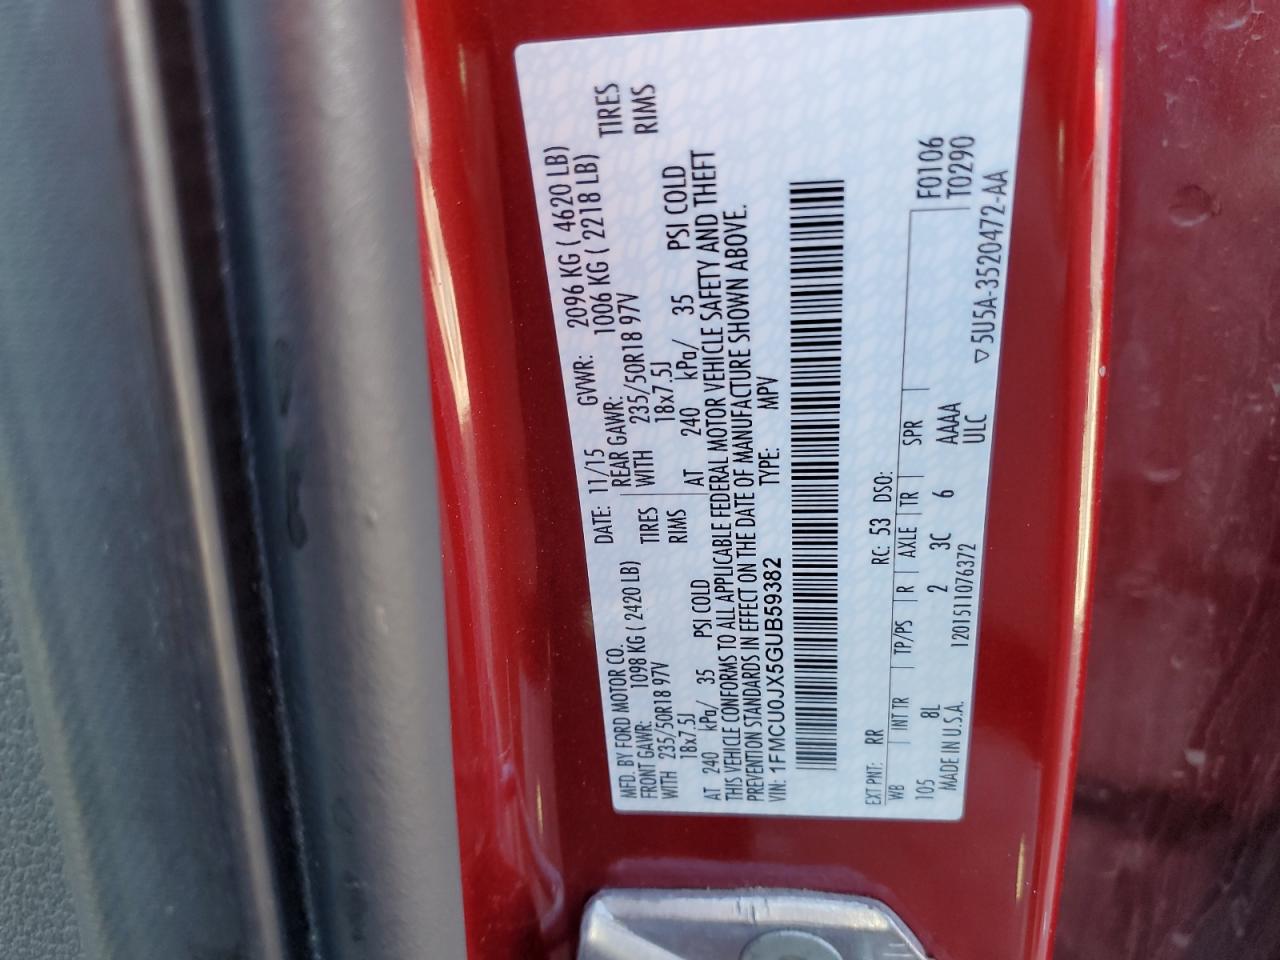 MFD. BY FORD MOTOR CO. DATE: 11/15 GVWR: 2096 KG ( 4620 LB)
FRONT GAWR: 1098 KG ( 2420 LB) REAR GAWR: 1006 KG ( 2218 LB)
WITH 235/50R18 97V TIRES WITH 235/50R18 97V TIRES
18x7.5J RIMS 18x7.5J RIMS
AT 240 kPa/ 35 PSI COLD AT 240 kPa/ 35 PSI COLD
THIS VEHICLE CONFORMS TO ALL APPLICABLE FEDERAL MOTOR VEHICLE SAFETY AND THEFT
PREVENTION STANDARDS IN EFFECT ON THE DATE OF MANUFACTURE SHOWN ABOVE.
VIN: 1FMCU0JX5GUB59382 TYPE: MPV
EXT PNT: RR RC: 53 DSO:
WB INT TR TP/PS R AXLE TR SPR F0106
105 8L 2 3C 6 AAAA T0290
MADE IN U.S.A. 1201511076372 ULC ▽5U5A-3520472-AA